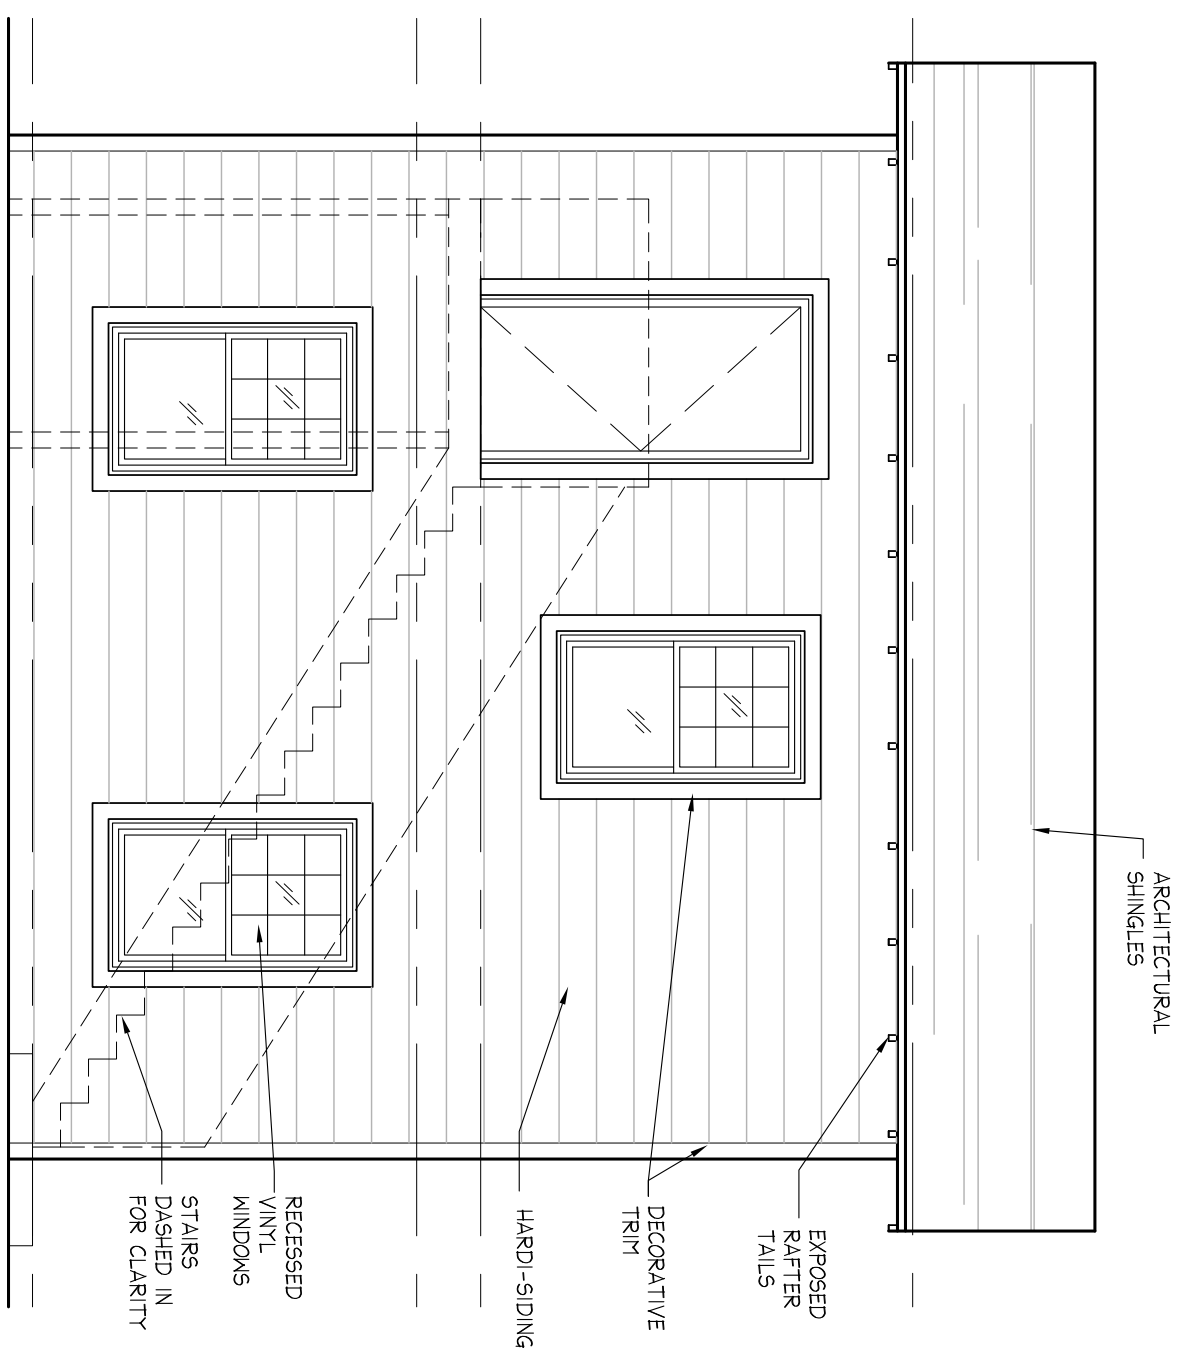 ARCHITECTURAL
SHINGLES
EXPOSED
RAFTER
TAILS
DECORATIVE
TRIM
HARDI-SIDING
RECESSED
VINYL
WINDOWS
STAIRS
DASHED IN
FOR CLARITY